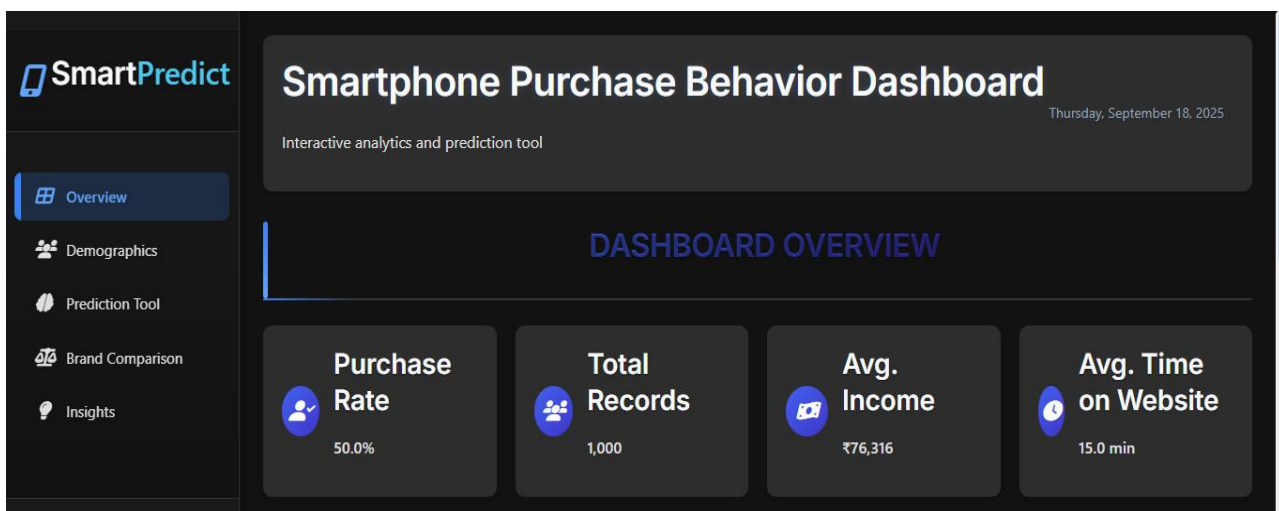 SmartPredict
Overview
Demographics
Prediction Tool
Brand Comparison
Insights
Smartphone Purchase Behavior Dashboard
Thursday, September 18, 2025
Interactive analytics and prediction tool
DASHBOARD OVERVIEW
Purchase
Rate
50.0%
Total
Records
1,000
Avg.
Income
₹76,316
Avg. Time
on Website
15.0 min